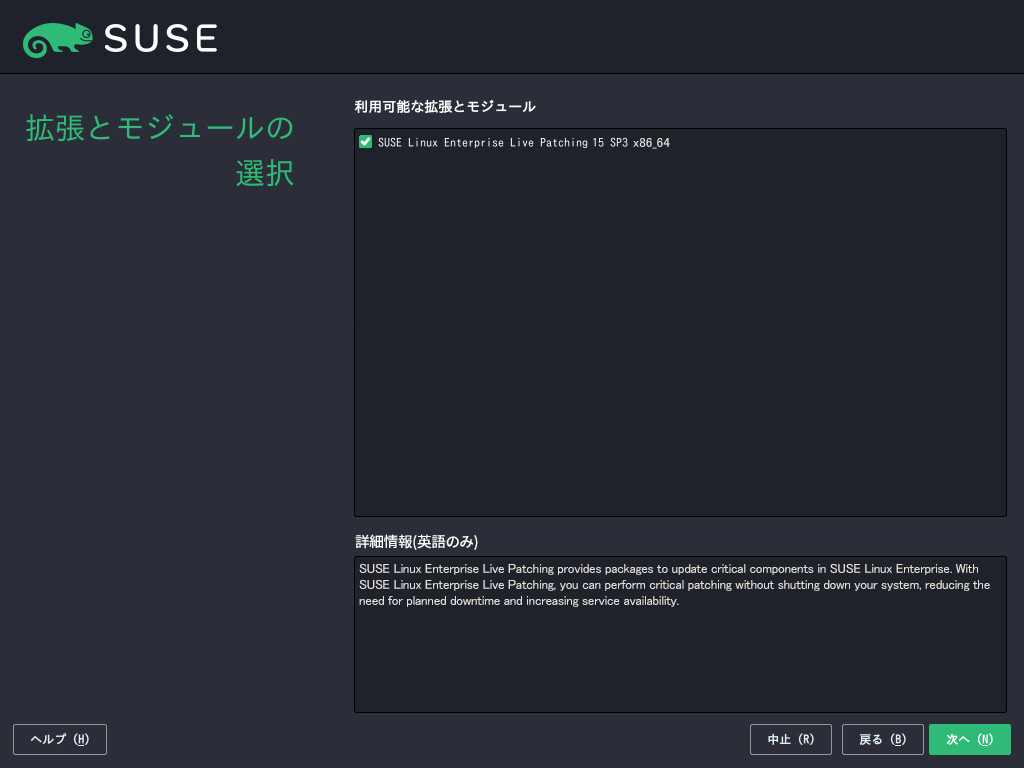 SUSE
拡張とモジュールの
選択
利用可能な拡張とモジュール
SUSE Linux Enterprise Live Patching 15 SP3 x86_64
詳細情報(英語のみ)
SUSE Linux Enterprise Live Patching provides packages to update critical components in SUSE Linux Enterprise. With
SUSE Linux Enterprise Live Patching, you can perform critical patching without shutting down your system, reducing the
need for planned downtime and increasing service availability.
ヘルプ (H)
中止 (R)
戻る (B)
次へ (N)